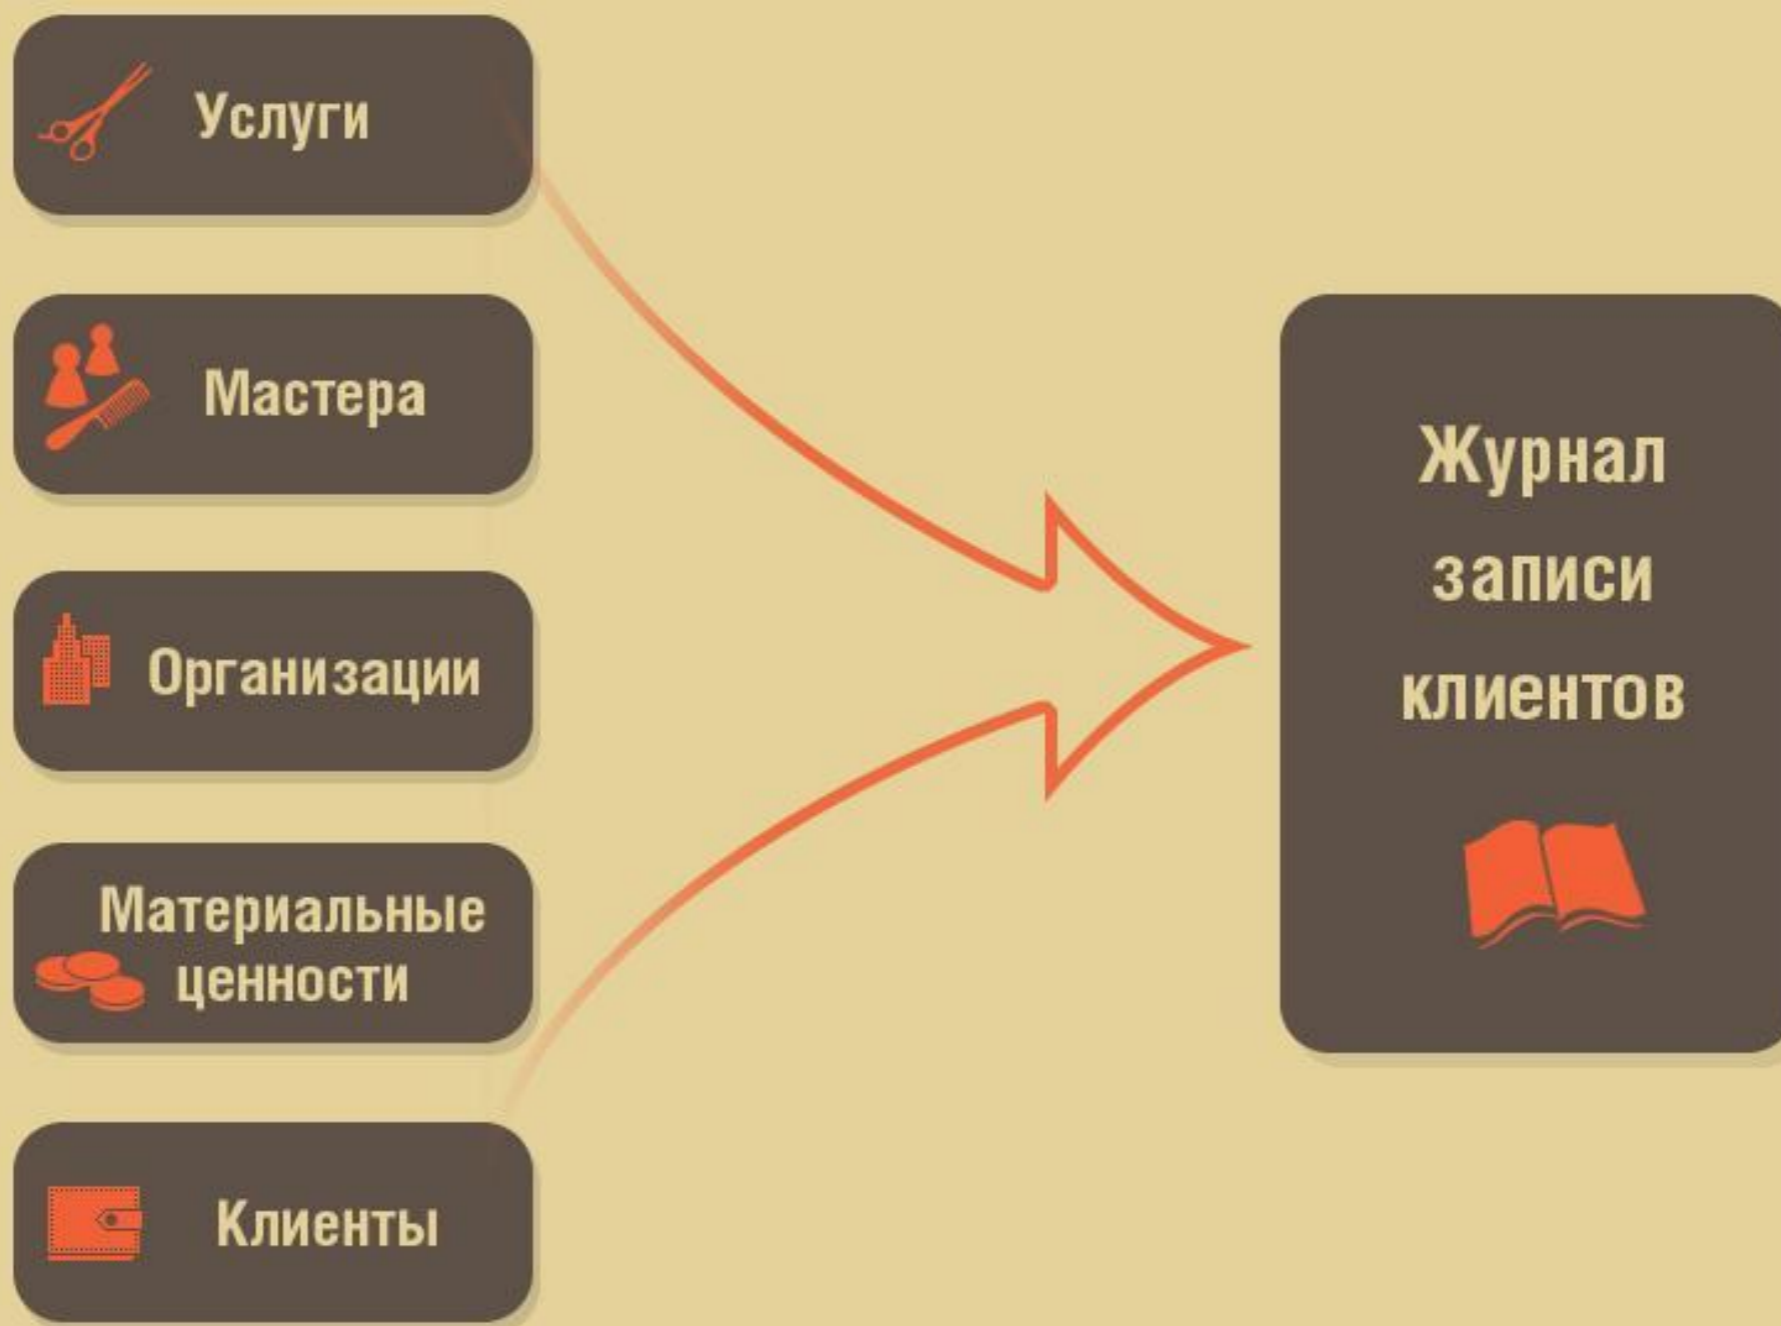 Услуги
Мастера
Организации
Материальные
ценности
Клиенты
Журнал
записи
клиентов